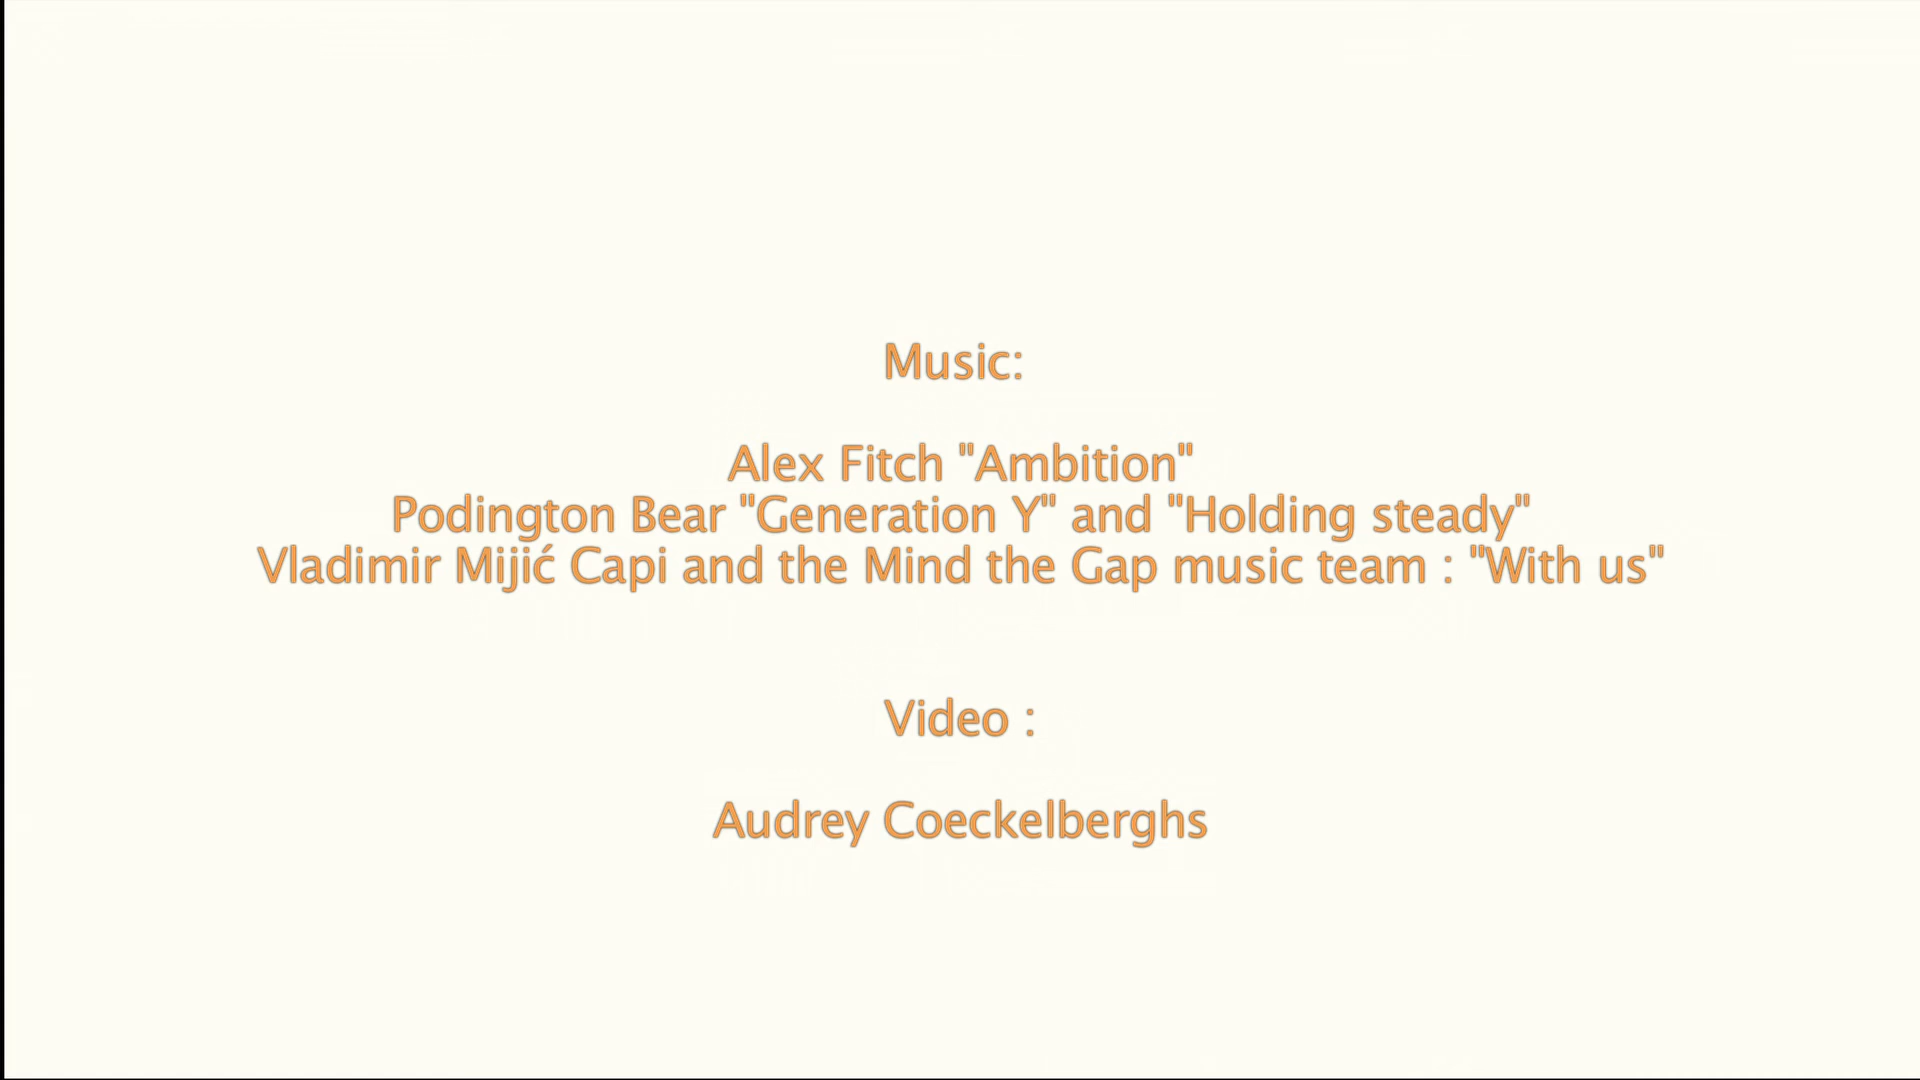 Music:
Alex Fitch "Ambition"
Podington Bear "Generation Y" and "Holding steady"
Vladimir Mijić Capi and the Mind the Gap music team : "With us"
Video :
Audrey Coeckelberghs